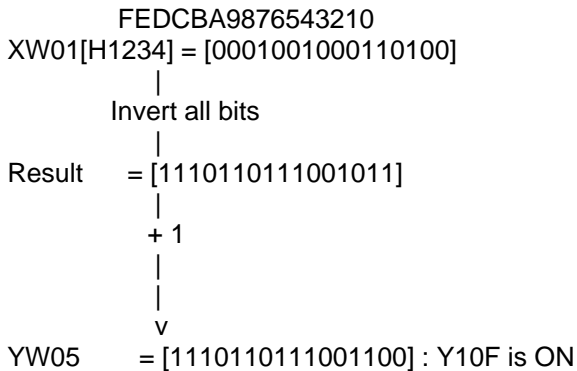 FEDCBA9876543210
XW01[H1234] = [0001001000110100]
|
Invert all bits
|
Result = [1110110111001011]
|
+ 1
|
|
v
YW05 = [1110110111001100] : Y10F is ON